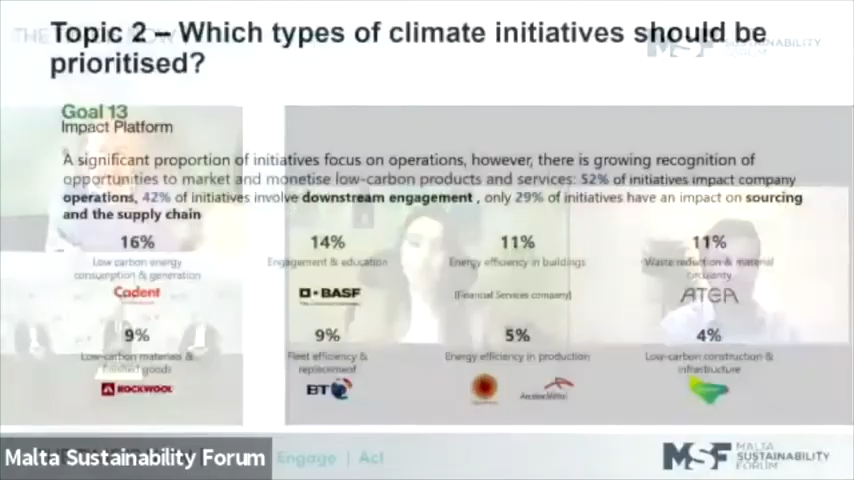 Topic 2 – Which types of climate initiatives should be
prioritised?
MSF SUSTAINABILITY
Goal 13
Impact Platform
A significant proportion of initiatives focus on operations, however, there is growing recognition of
opportunities to market and monetise low-carbon products and services: 52% of initiatives impact company
operations, 42% of initiatives involve downstream engagement , only 29% of initiatives have an impact on sourcing
and the supply chain
16% 14% 11% 11%
Low carbon energy Engagement & education Energy efficiency in buildings Waste reduction & material
consumption & generation circularity
Cadent BASF (Financial Services company) ATEA
9% 9% 5% 4%
Low-carbon materials & Fleet efficiency & Energy efficiency in production Low-carbon construction &
finished goods replacement infrastructure
ROCKWOOL BT ArcelorMittal
Malta Sustainability Forum Engage | Act
MSF MALTA
SUSTAINABILITY
FORUM